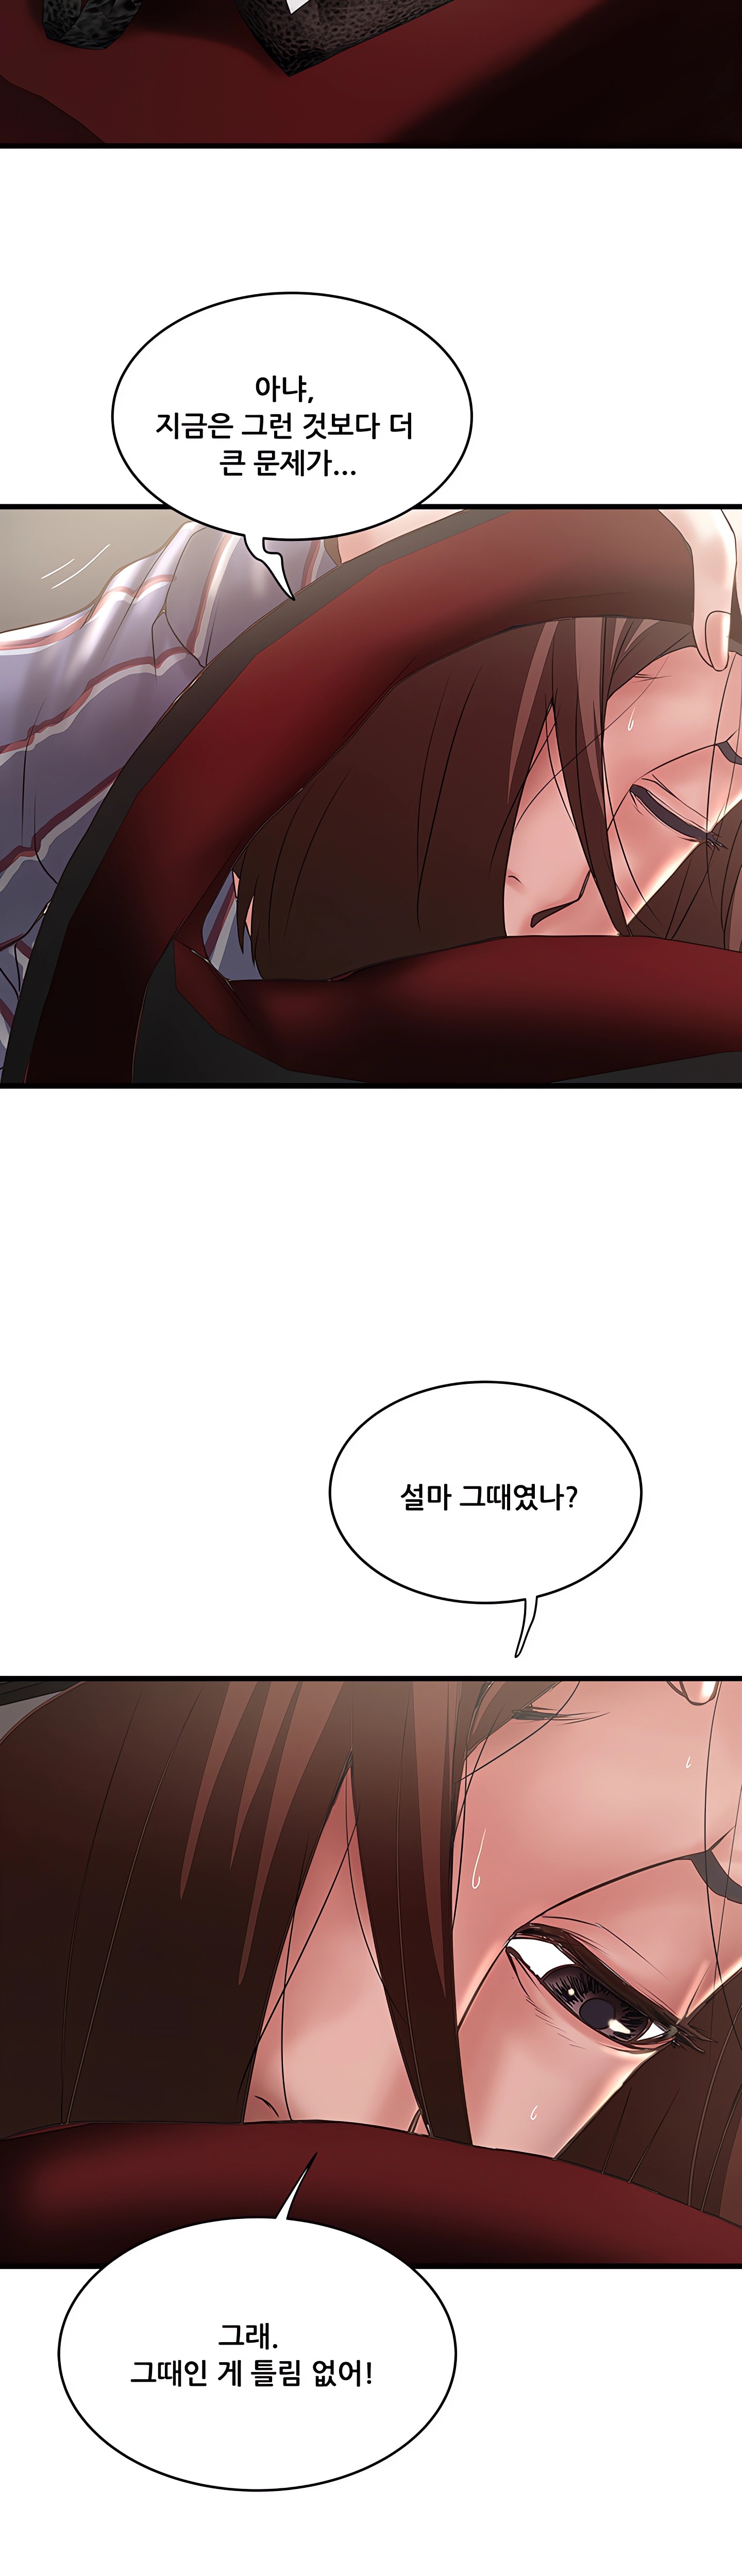 아냐,
지금은 그런 것보다 더
큰 문제가...
설마 그때였나?
그래.
그때인 게 틀림 없어!